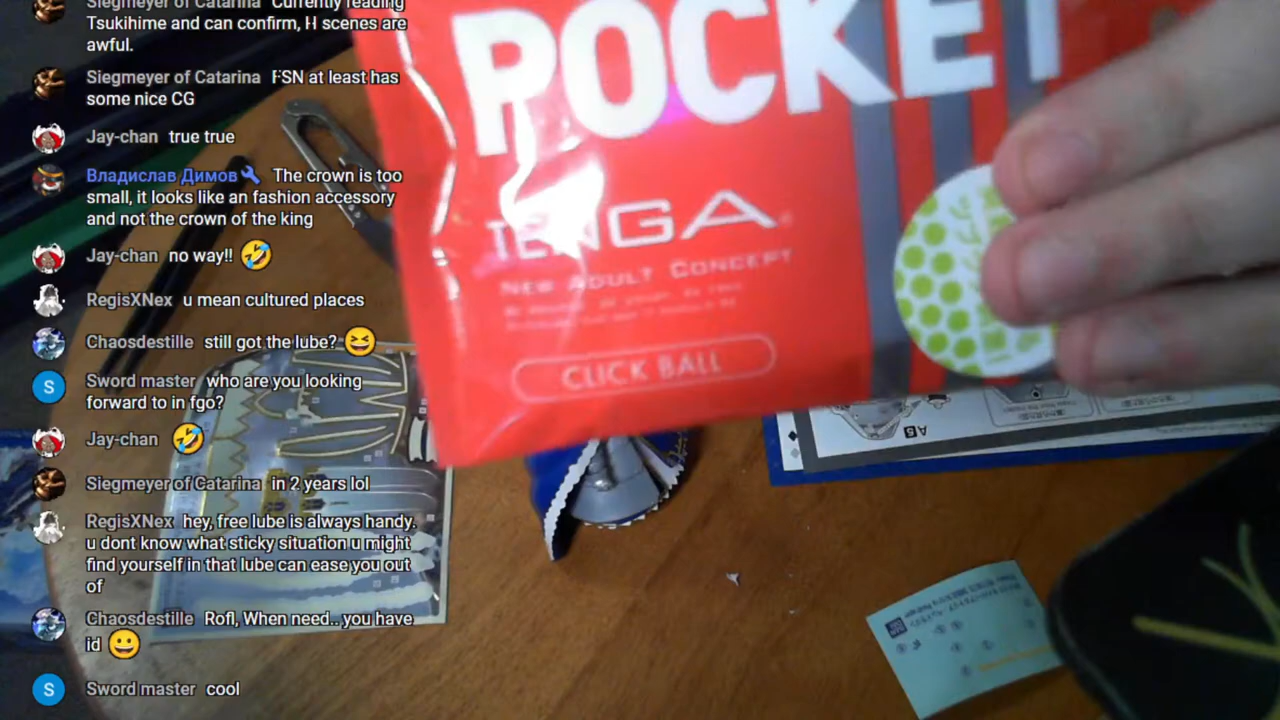 Siegmeyer of Catarina Currently reading
Tsukihime and can confirm, H scenes are
awful.
Siegmeyer of Catarina FSN at least has
some nice CG
Jay-chan true true
Владислав Димов The crown is too
small, it looks like an fashion accessory
and not the crown of the king
Jay-chan no way!!
RegisXNex u mean cultured places
Chaosdestille still got the lube?
S
Sword master who are you looking
forward to in fgo?
Jay-chan
Siegmeyer of Catarina in 2 years lol
RegisXNex hey, free lube is always handy.
u dont know what sticky situation u might
find yourself in that lube can ease you out
of
Chaosdestille Rofl, When need.. you have
id
S
Sword master cool
POCKET
TENGA
NEW ADULT CONCEPT
CLICK BALL
A5